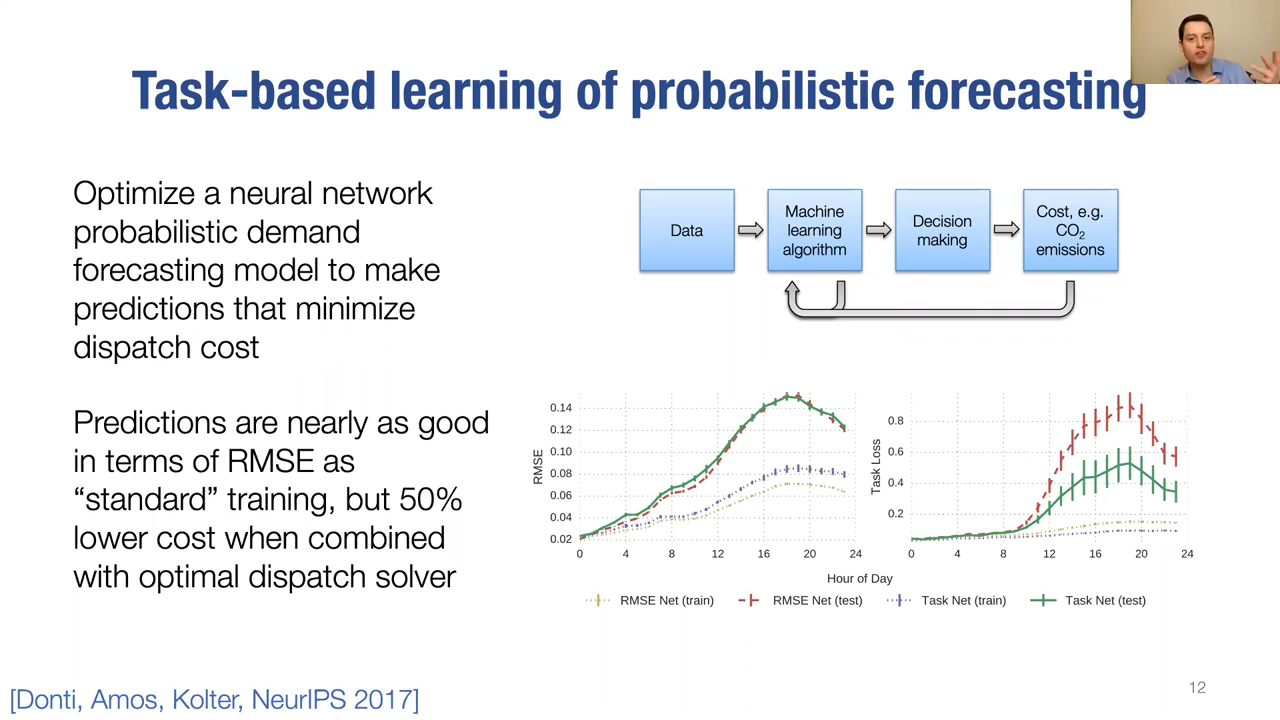 Task-based learning of probabilistic forecasting
Optimize a neural network
probabilistic demand
forecasting model to make
predictions that minimize
dispatch cost
Predictions are nearly as good
in terms of RMSE as
“standard” training, but 50%
lower cost when combined
with optimal dispatch solver
Data
Machine
learning
algorithm
Decision
making
Cost, e.g.
CO2
emissions
RMSE
0.14
0.12
0.10
0.08
0.06
0.04
0.02
0 4 8 12 16 20 24
Task Loss
0.8
0.6
0.4
0.2
0 4 8 12 16 20 24
Hour of Day
RMSE Net (train) RMSE Net (test) Task Net (train) Task Net (test)
[Donti, Amos, Kolter, NeurIPS 2017]
12